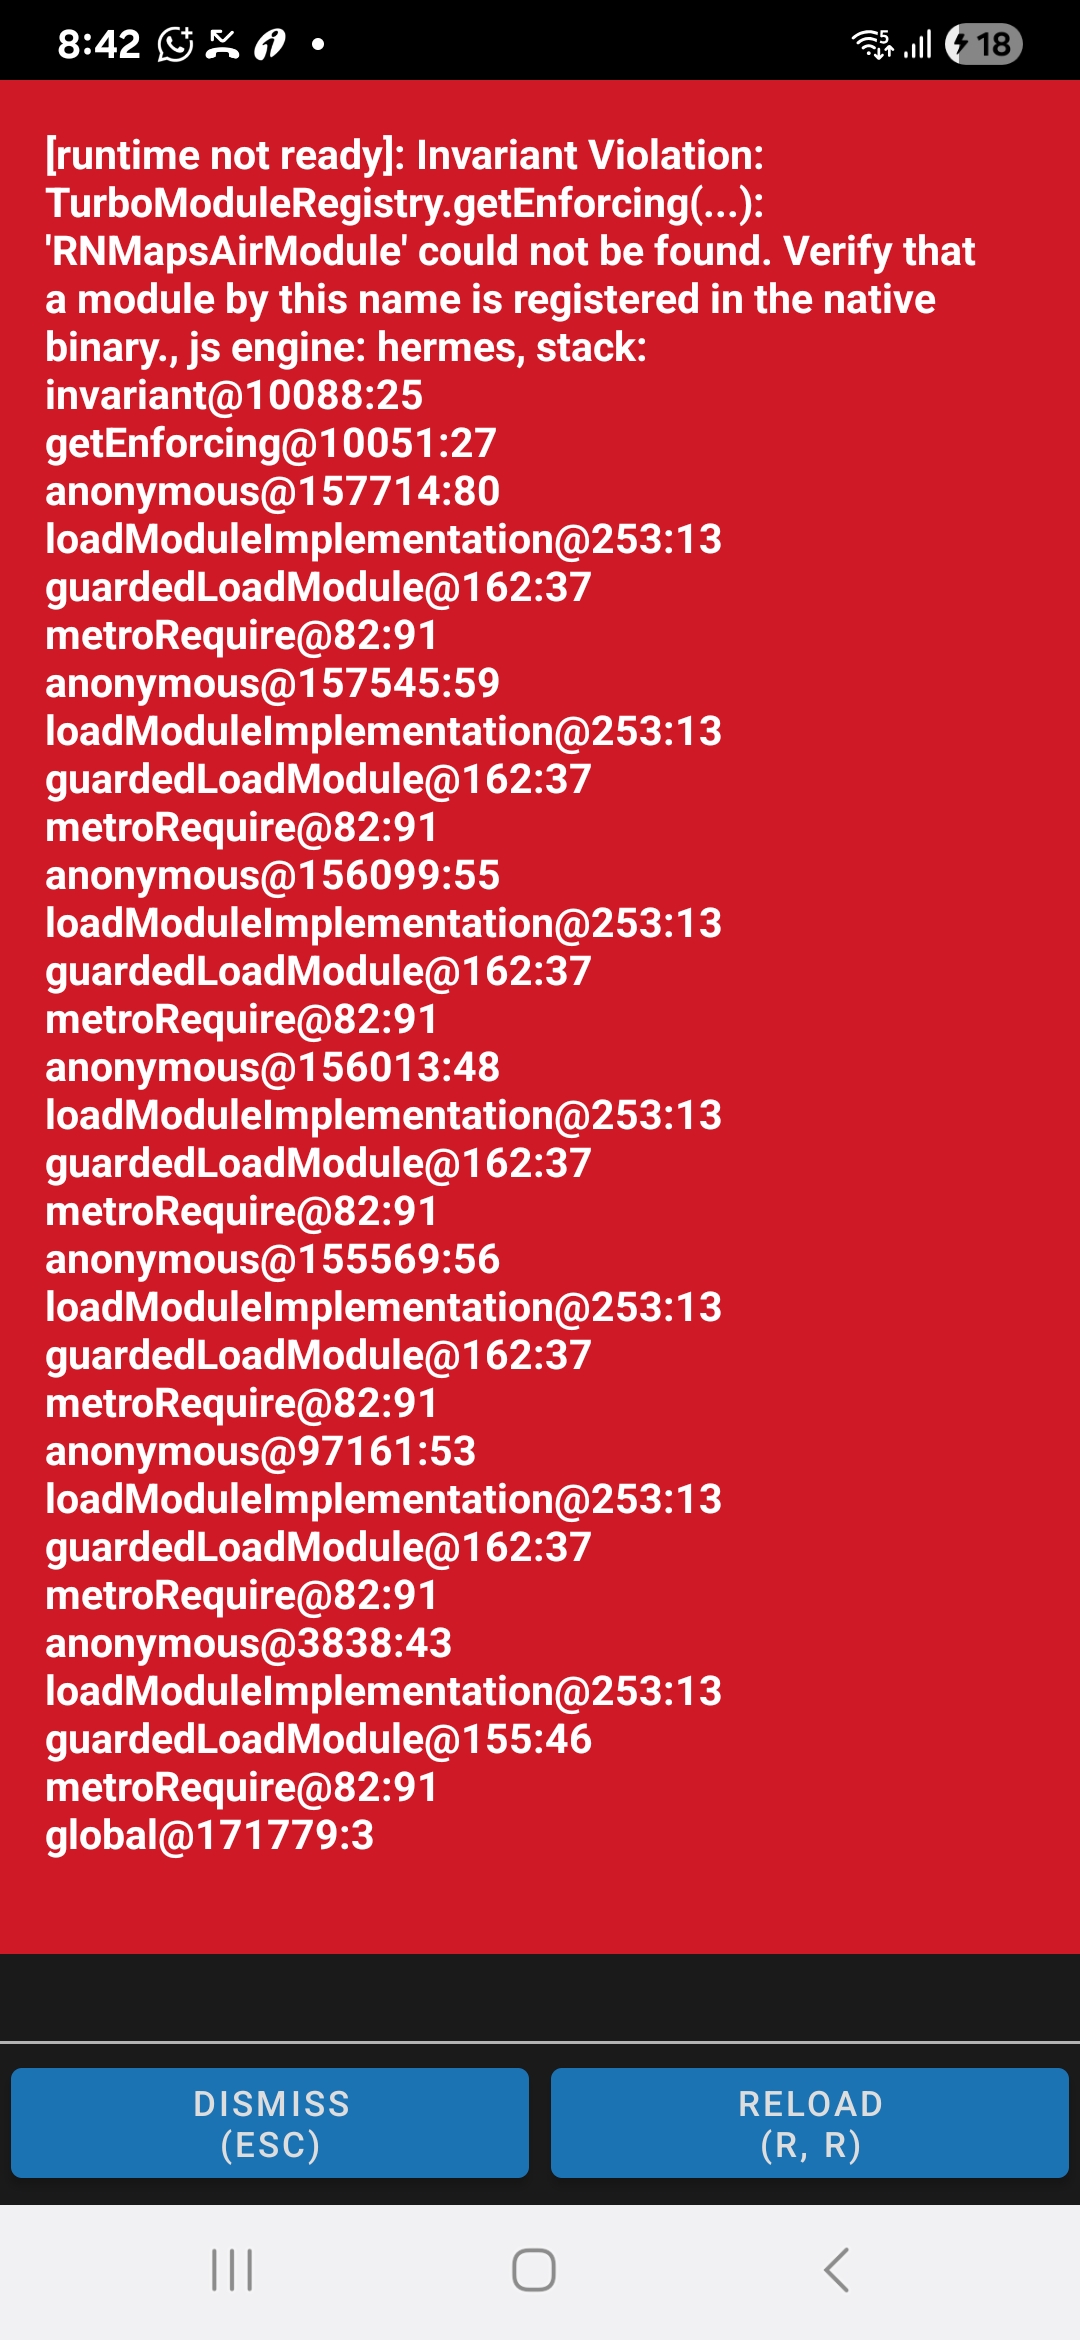 8:42
5
18
[runtime not ready]: Invariant Violation:
TurboModuleRegistry.getEnforcing(...):
'RNMapsAirModule' could not be found. Verify that
a module by this name is registered in the native
binary., js engine: hermes, stack:
invariant@10088:25
getEnforcing@10051:27
anonymous@157714:80
loadModuleImplementation@253:13
guardedLoadModule@162:37
metroRequire@82:91
anonymous@157545:59
loadModuleImplementation@253:13
guardedLoadModule@162:37
metroRequire@82:91
anonymous@156099:55
loadModuleImplementation@253:13
guardedLoadModule@162:37
metroRequire@82:91
anonymous@156013:48
loadModuleImplementation@253:13
guardedLoadModule@162:37
metroRequire@82:91
anonymous@155569:56
loadModuleImplementation@253:13
guardedLoadModule@162:37
metroRequire@82:91
anonymous@97161:53
loadModuleImplementation@253:13
guardedLoadModule@162:37
metroRequire@82:91
anonymous@3838:43
loadModuleImplementation@253:13
guardedLoadModule@155:46
metroRequire@82:91
global@171779:3
DISMISS
(ESC)
RELOAD
(R, R)